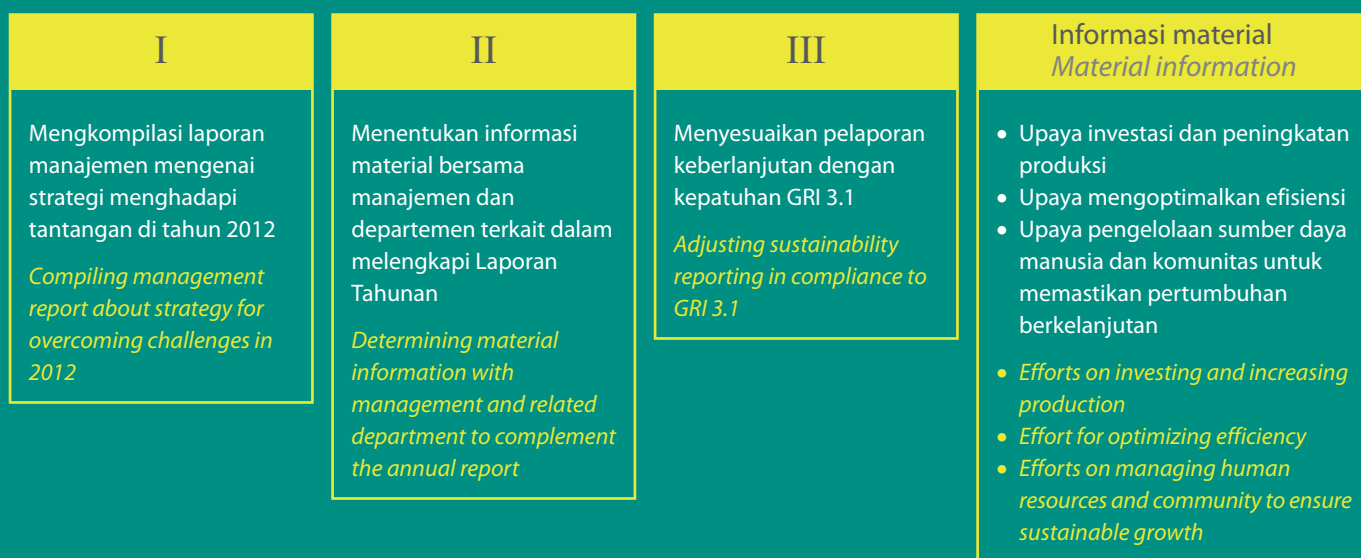 I
Mengkompilasi laporan
manajemen mengenai
strategi menghadapi
tantangan di tahun 2012
Compiling management
report about strategy for
overcoming challenges in
2012
II
Menentukan informasi
material bersama
manajemen dan
departemen terkait dalam
melengkapi Laporan
Tahunan
Determining material
information with
management and related
department to complement
the annual report
III
Menyesuaikan pelaporan
keberlanjutan dengan
kepatuhan GRI 3.1
Adjusting sustainability
reporting in compliance to
GRI 3.1
Informasi material
Material information
• Upaya investasi dan peningkatan
produksi
• Upaya mengoptimalkan efisiensi
• Upaya pengelolaan sumber daya
manusia dan komunitas untuk
memastikan pertumbuhan
berkelanjutan
• Efforts on investing and increasing
production
• Effort for optimizing efficiency
• Efforts on managing human
resources and community to ensure
sustainable growth